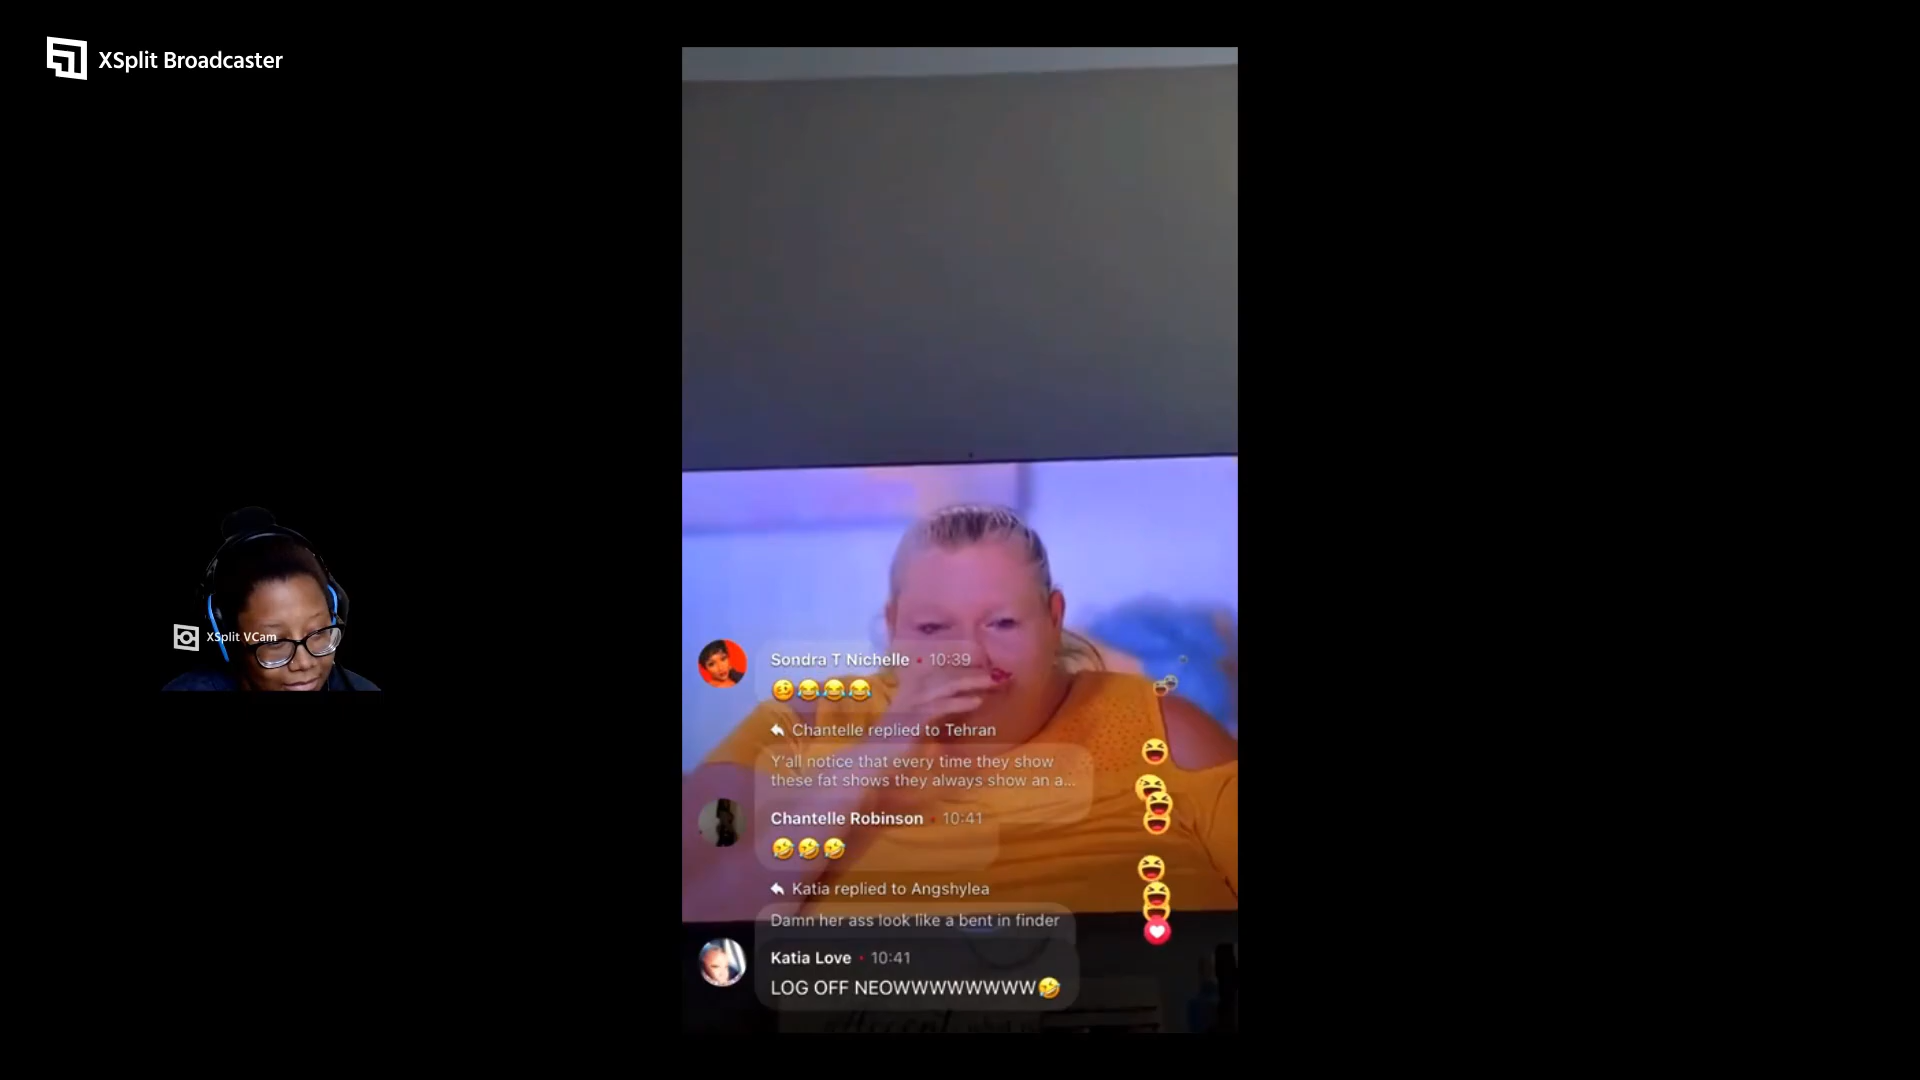 XSplit Broadcaster
XSplit VCam
Sondra T Nichelle • 10:39
🥴😂😂😂
Chantelle replied to Tehran
Y'all notice that every time they show
these fat shows they always show an a...
Chantelle Robinson • 10:41
🤣🤣🤣
Katia replied to Angshylea
Damn her ass look like a bent in finder
Katia Love • 10:41
LOG OFF NEOWWWWWWWW🤣